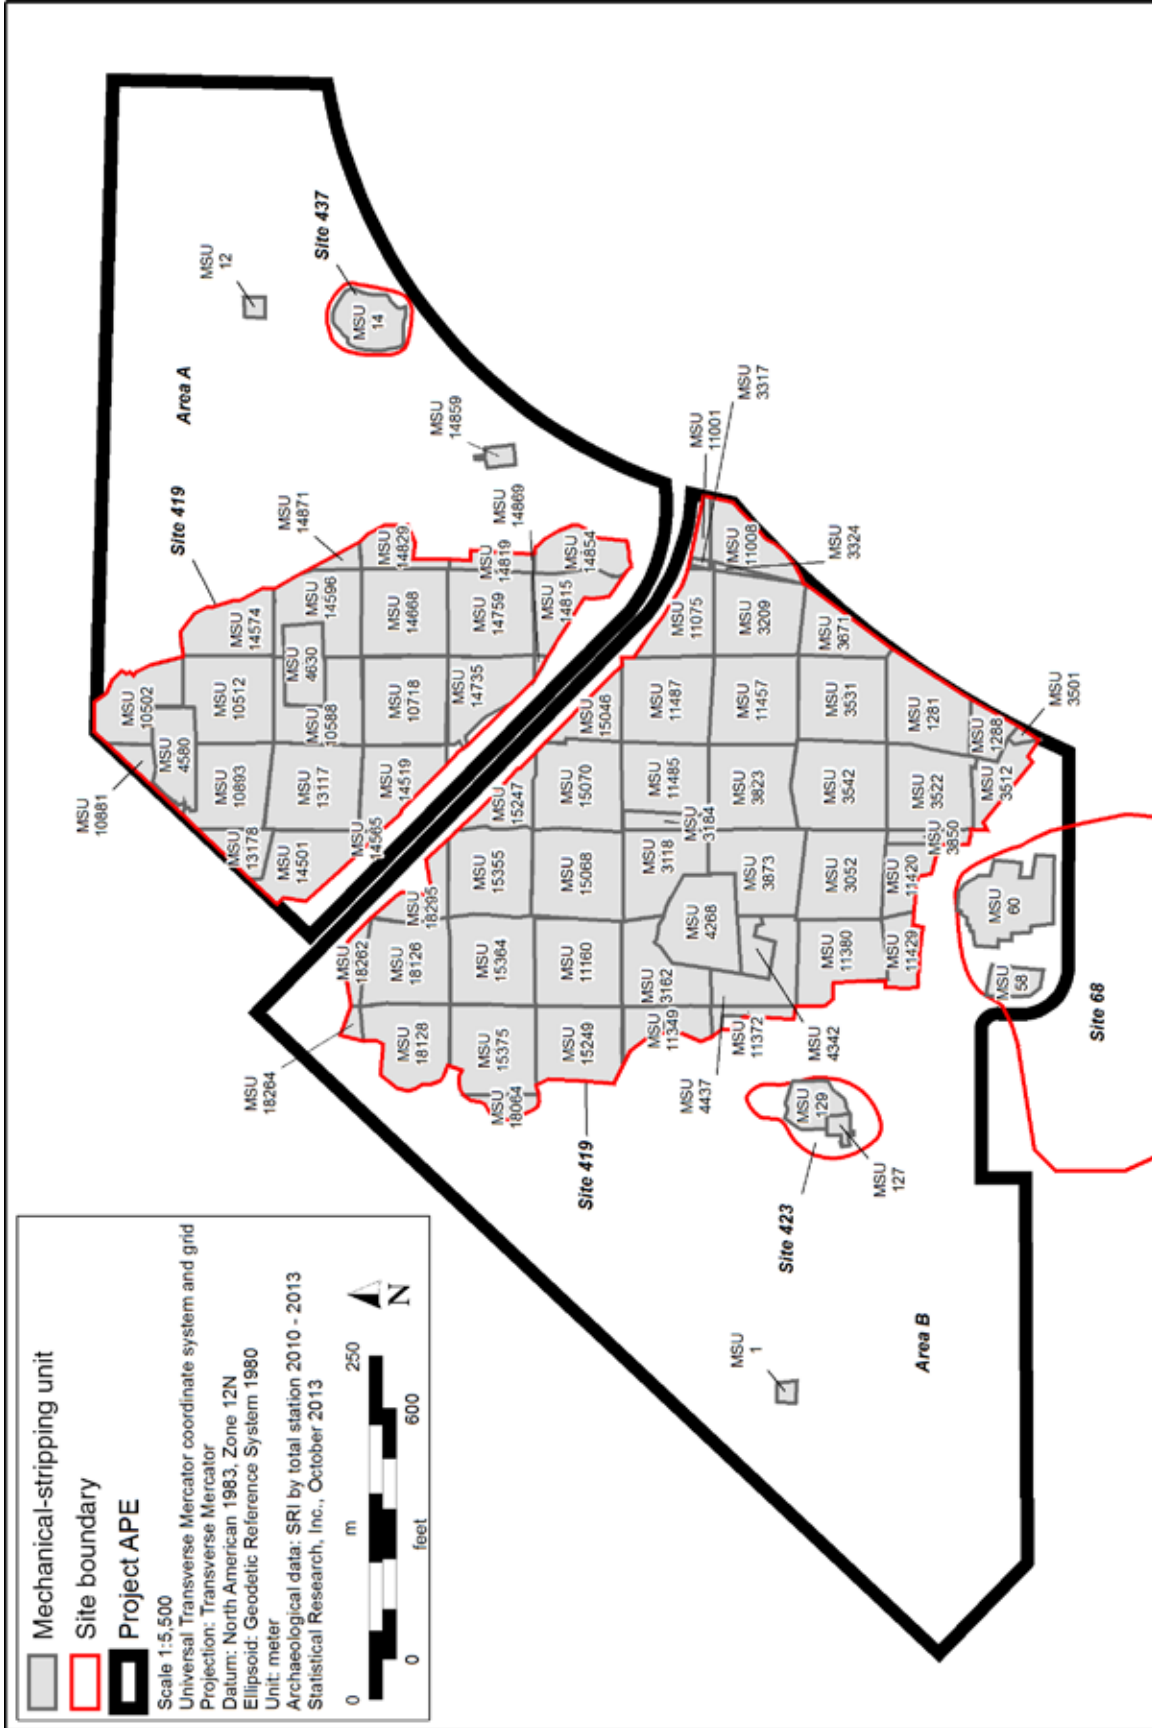 Mechanical-stripping unit
Site boundary
Project APE
Scale 1:5,500
Universal Transverse Mercator coordinate system and grid
Projection: Transverse Mercator
Datum: North American 1983, Zone 12N
Ellipsoid: Geodetic Reference System 1980
Unit: meter
Archaeological data: SRI by total station 2010 - 2013
Statistical Research, Inc., October 2013
0
m
250
0
feet
600
N
Area A
Site 419
Site 437
MSU
12
MSU
14
MSU
14859
MSU
10881
MSU
10502
MSU
4580
MSU
10893
MSU
10512
MSU
14574
MSU
13178
MSU
14501
MSU
13117
MSU
10588
MSU
4630
MSU
14596
MSU
14871
MSU
14565
MSU
14519
MSU
10718
MSU
14668
MSU
14829
MSU
14735
MSU
14759
MSU
14819
MSU
14869
MSU
14815
MSU
14854
MSU
18264
MSU
18262
MSU
18128
MSU
18126
MSU
18295
MSU
18064
MSU
15375
MSU
15364
MSU
15355
MSU
15247
MSU
15249
MSU
11160
MSU
15068
MSU
15070
MSU
15046
MSU
11349
MSU
3162
MSU
3118
MSU
11485
MSU
11487
MSU
11075
MSU
11001
MSU
3317
MSU
4437
MSU
11372
MSU
4268
MSU
3184
MSU
3873
MSU
3823
MSU
11457
MSU
3209
MSU
11008
MSU
3324
MSU
4342
MSU
11380
MSU
3052
MSU
3542
MSU
3531
MSU
3671
MSU
11429
MSU
11420
MSU
3850
MSU
3522
MSU
1281
MSU
3512
MSU
1288
MSU
3501
Site 419
Site 423
MSU
129
MSU
127
MSU
1
Area B
MSU
60
MSU
58
Site 68